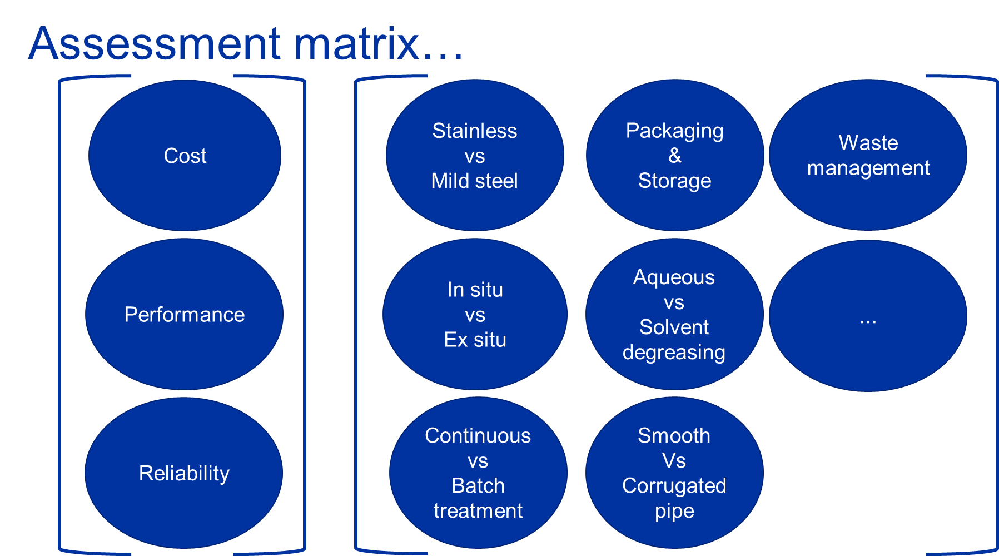 Assessment matrix…
Cost
Performance
Reliability
Stainless
vs
Mild steel
In situ
vs
Ex situ
Continuous
vs
Batch
treatment
Packaging
&
Storage
Aqueous
vs
Solvent
degreasing
Smooth
Vs
Corrugated
pipe
Waste
management
...